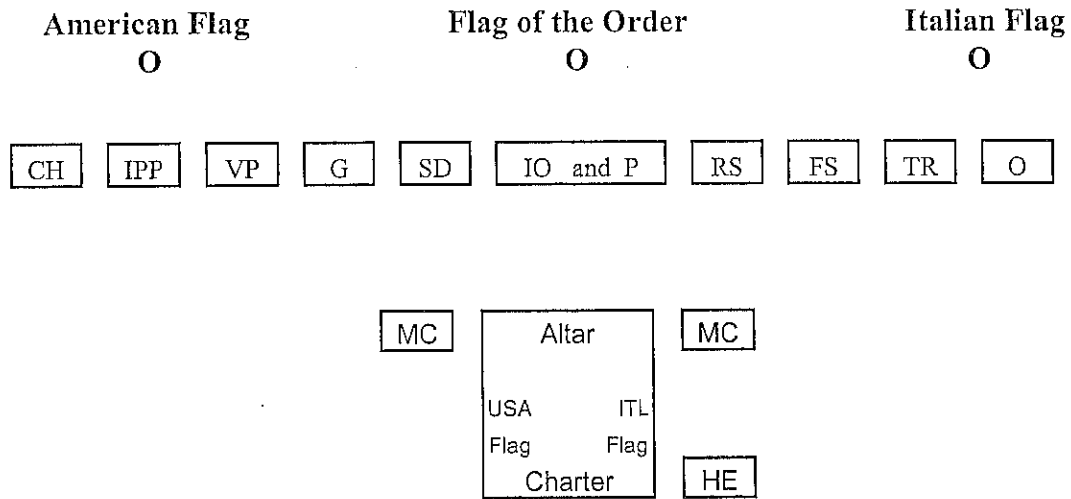 American Flag Flag of the Order Italian Flag
O O O
CH IPP VP G SD IO and P RS FS TR O
MC Altar MC
USA ITL
Flag Flag
Charter HE